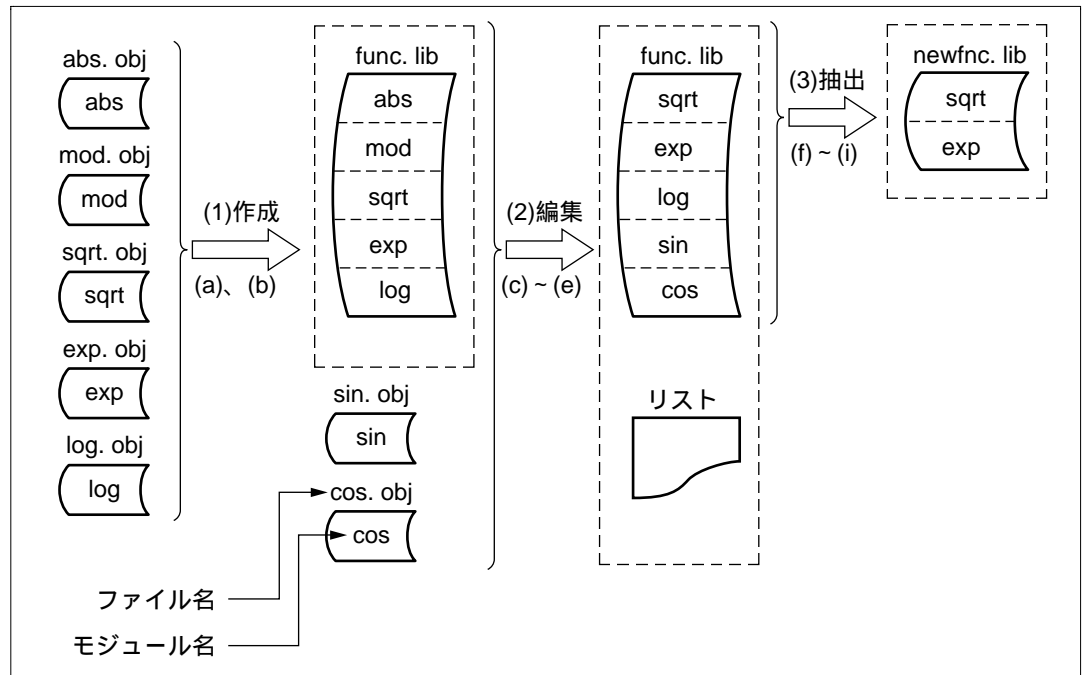 abs. obj
abs
mod. obj
mod
sqrt. obj
sqrt
exp. obj
exp
log. obj
log
(1)作成
(a)、(b)
func. lib
abs
mod
sqrt
exp
log
sin. obj
sin
cos. obj
cos
ファイル名
モジュール名
(2)編集
(c) ~ (e)
func. lib
sqrt
exp
log
sin
cos
リスト
(3)抽出
(f) ~ (i)
newfnc. lib
sqrt
exp